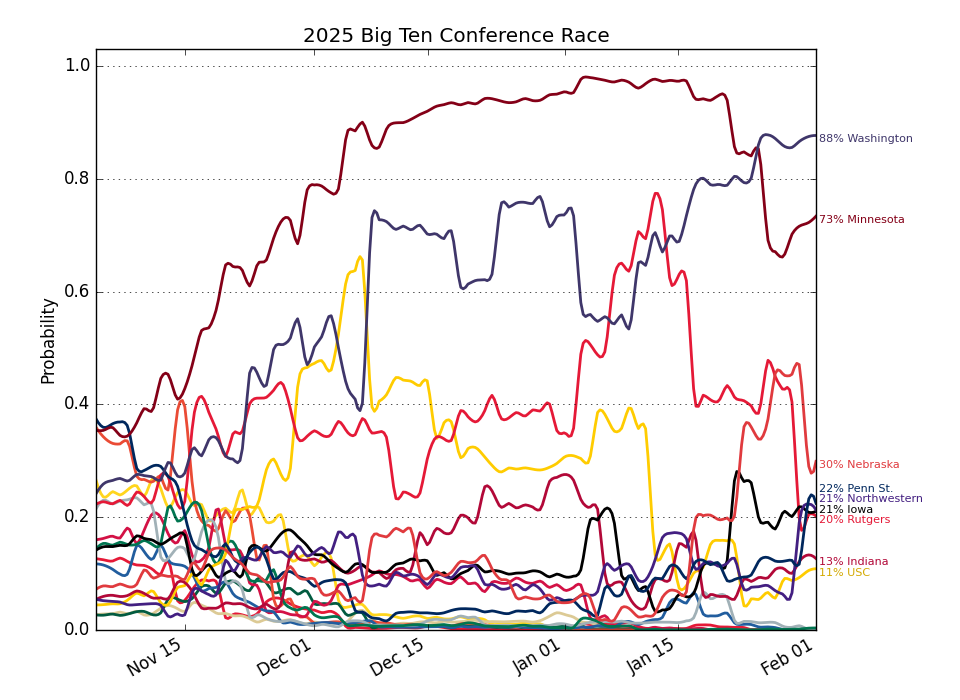 2025 Big Ten Conference Race
Probability
1.0
0.8
0.6
0.4
0.2
0.0
88% Washington
73% Minnesota
30% Nebraska
22% Penn St.
21% Northwestern
21% Iowa
20% Rutgers
13% Indiana
11% USC
Nov 15
Dec 01
Dec 15
Jan 01
Jan 15
Feb 01